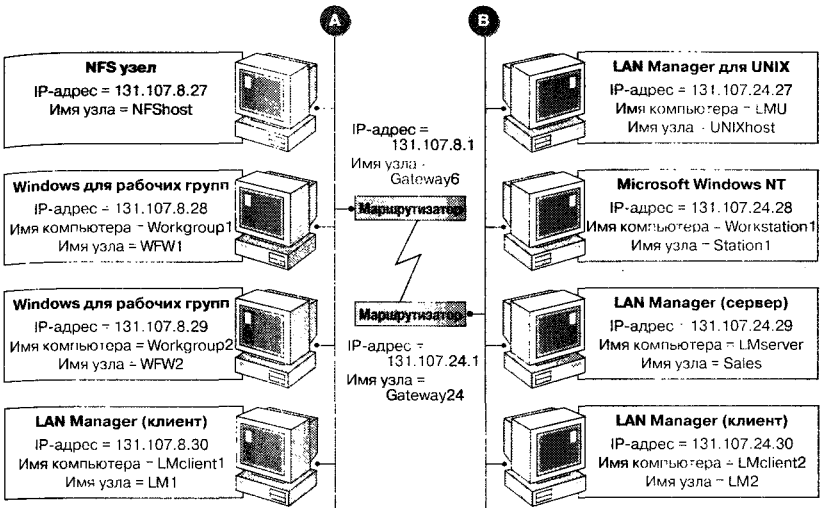 A
B
NFS узел
IP-адрес = 131.107.8.27
Имя узла = NFShost
Windows для рабочих групп
IP-адрес = 131.107.8.28
Имя компьютера = Workgroup1
Имя узла = WFW1
Windows для рабочих групп
IP-адрес = 131.107.8.29
Имя компьютера = Workgroup2
Имя узла = WFW2
LAN Manager (клиент)
IP-адрес = 131.107.8.30
Имя компьютера = LMclient1
Имя узла = LM1
IP-адрес =
131.107.8.1
Имя узла -
Gateway6
Маршрутизатор
Маршрутизатор
IP-адрес =
131.107.24.1
Имя узла =
Gateway24
LAN Manager для UNIX
IP-адрес = 131.107.24.27
Имя компьютера = LMU
Имя узла - UNIXhost
Microsoft Windows NT
IP-адрес = 131.107.24.28
Имя компьютера = Workstation1
Имя узла = Station1
LAN Manager (сервер)
IP-адрес = 131.107.24.29
Имя компьютера = LMserver
Имя узла = Sales
LAN Manager (клиент)
IP-адрес = 131.107.24.30
Имя компьютера = LMclient2
Имя узла = LM2